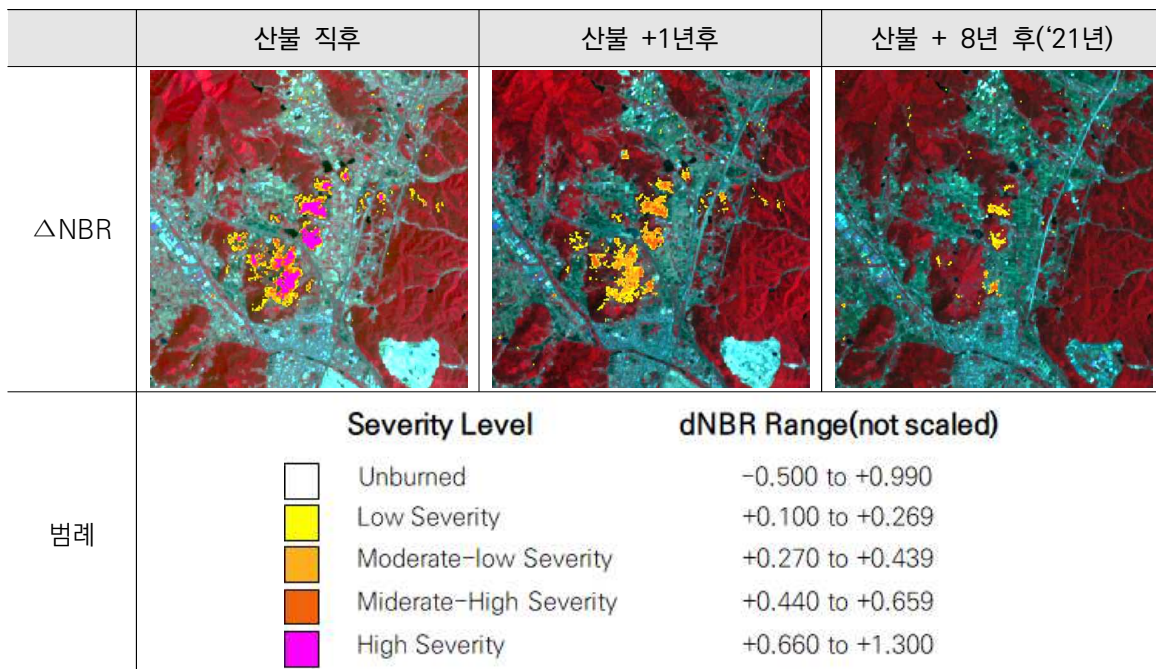 산불 직후 산불 +1년후 산불 + 8년 후(‘21년)
△NBR
범례
Severity Level dNBR Range(not scaled)
Unburned -0.500 to +0.990
Low Severity +0.100 to +0.269
Moderate-low Severity +0.270 to +0.439
Miderate-High Severity +0.440 to +0.659
High Severity +0.660 to +1.300